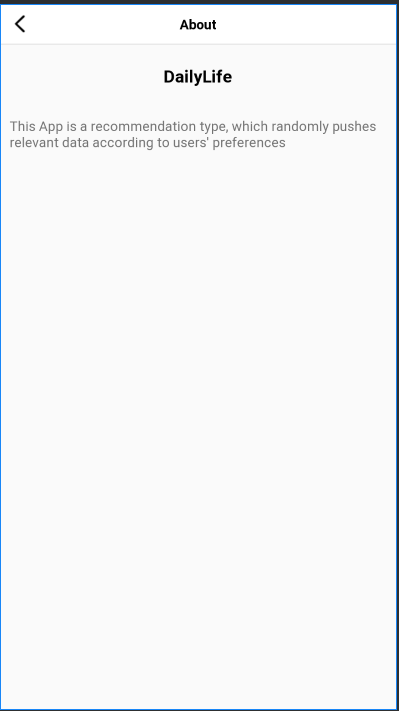 About
DailyLife
This App is a recommendation type, which randomly pushes
relevant data according to users' preferences